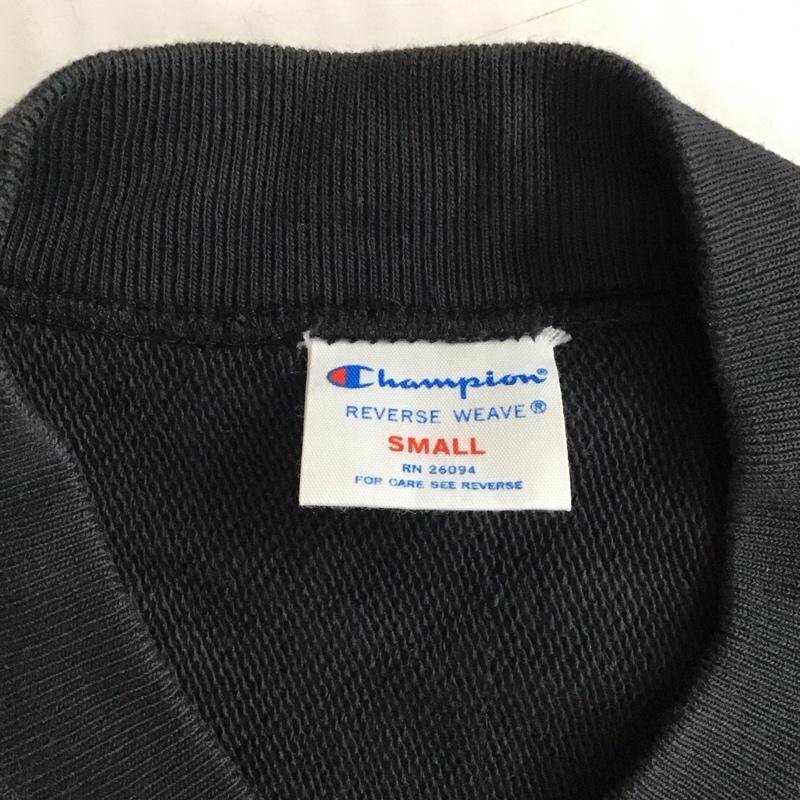 Champion®
REVERSE WEAVE®
SMALL
RN 26094
FOR CARE SEE REVERSE